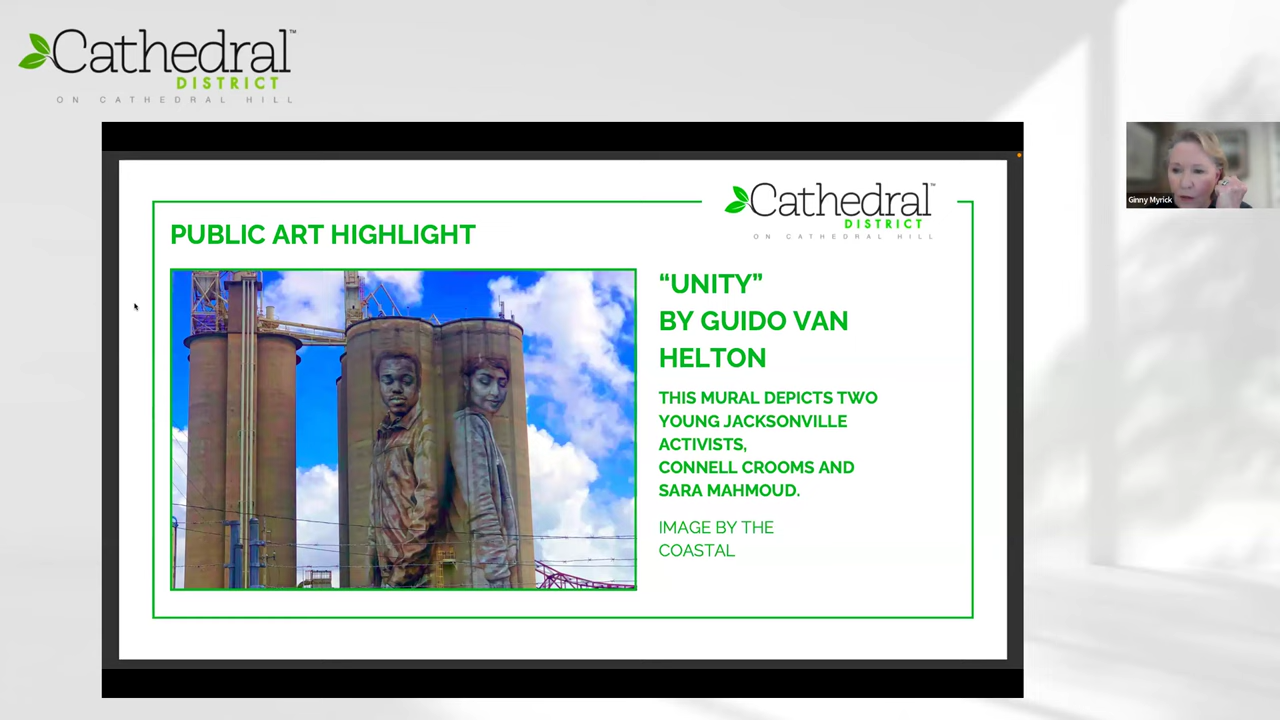 Cathedral™
DISTRICT
ON CATHEDRAL HILL
Cathedral™
DISTRICT
ON CATHEDRAL HILL
PUBLIC ART HIGHLIGHT
“UNITY”
BY GUIDO VAN
HELTON
THIS MURAL DEPICTS TWO
YOUNG JACKSONVILLE
ACTIVISTS,
CONNELL CROOMS AND
SARA MAHMOUD.
IMAGE BY THE
COASTAL
Ginny Myrick